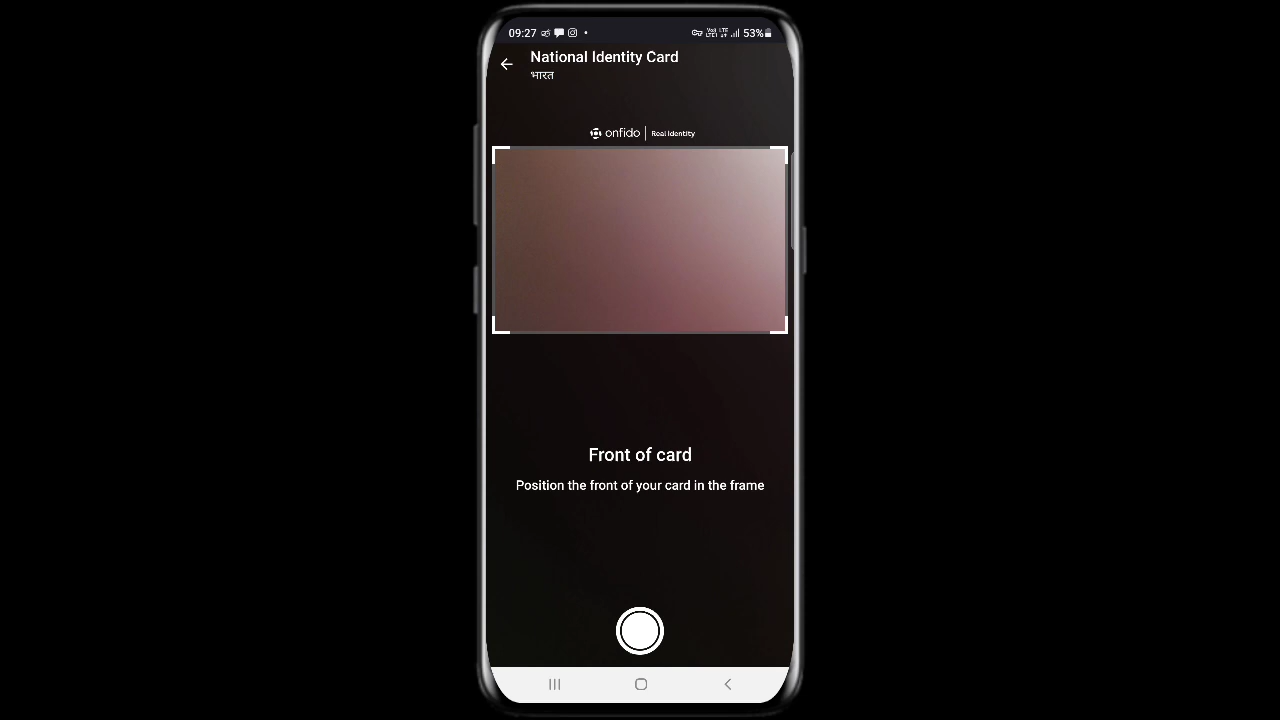 09:27 53%
National Identity Card
भारत
onfido Real Identity
Front of card
Position the front of your card in the frame